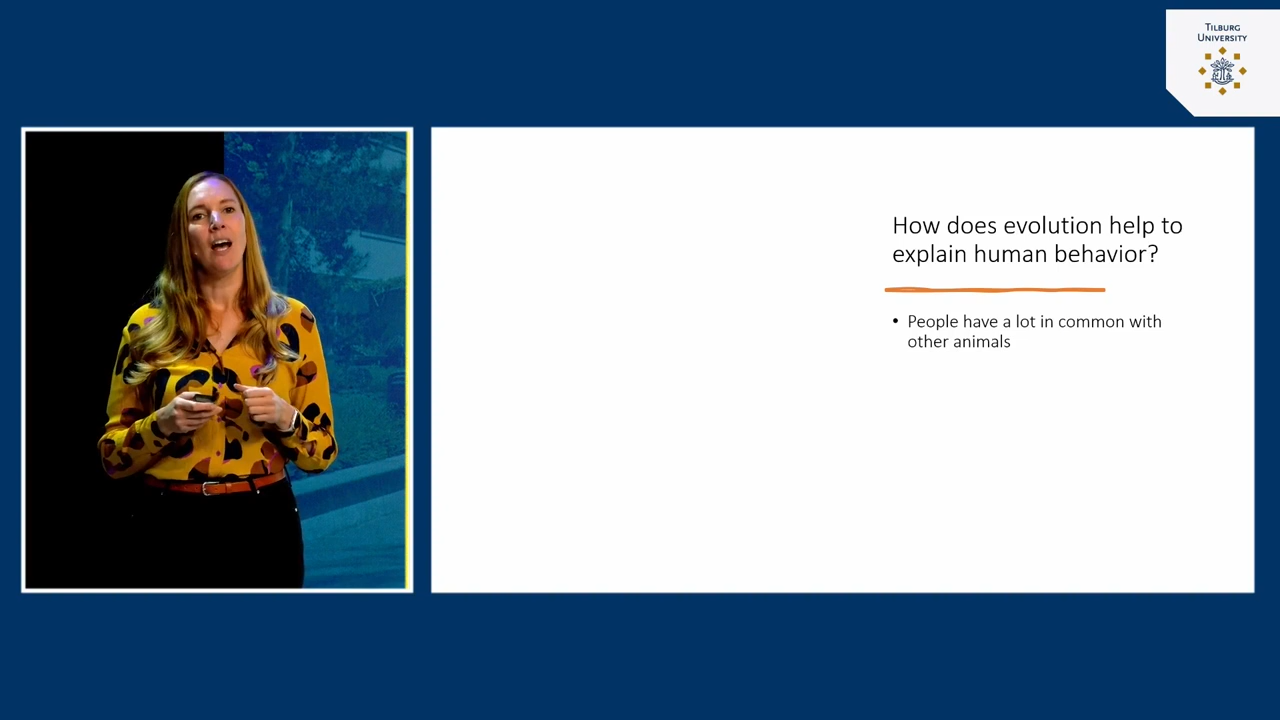 TILBURG
UNIVERSITY
How does evolution help to
explain human behavior?
• People have a lot in common with
other animals